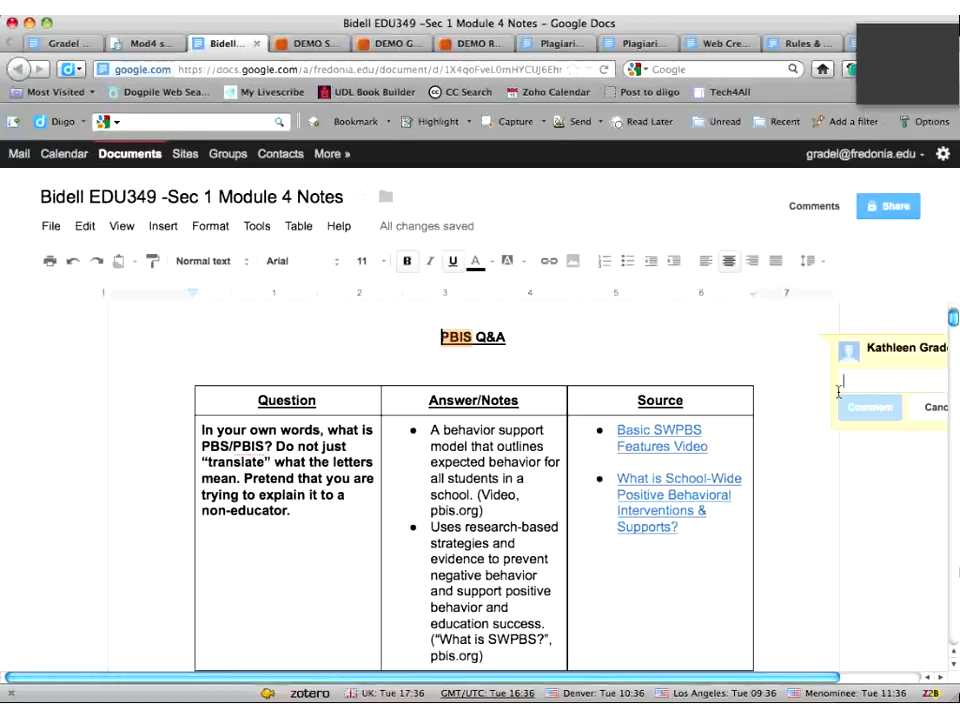 Bidell EDU349 -Sec 1 Module 4 Notes - Google Docs
Gradel ... Mod4 s... Bidell... DEMO S... DEMO G... DEMO R... Plagiari... Plagiari... Web Cre... Rules & ...
google.com https://docs.google.com/a/fredonia.edu/document/d/1X4qoFveL0mHYCUJ6Ehr Google
Most Visited Dogpile Web Sea... My Livescribe UDL Book Builder CC Search Zoho Calendar Post to diigo Tech4All
Diigo Bookmark Highlight Capture Send Read Later Unread Recent Add a filter Options
Mail Calendar Documents Sites Groups Contacts More » gradel@fredonia.edu
Bidell EDU349 -Sec 1 Module 4 Notes
Comments Share
File Edit View Insert Format Tools Table Help All changes saved
Normal text Arial 11 B I U A A
1 1 2 3 4 5 6 7
PBIS Q&A
Kathleen Grade
Comment Canc
Question Answer/Notes Source
In your own words, what is
PBS/PBIS? Do not just
“translate” what the letters
mean. Pretend that you are
trying to explain it to a
non-educator.
● A behavior support
model that outlines
expected behavior for
all students in a
school. (Video,
pbis.org)
● Uses research-based
strategies and
evidence to prevent
negative behavior
and support positive
behavior and
education success.
(“What is SWPBS?”,
pbis.org)
● Basic SWPBS
Features Video
● What is School-Wide
Positive Behavioral
Interventions &
Supports?
zotero UK: Tue 17:36 GMT/UTC: Tue 16:36 Denver: Tue 10:36 Los Angeles: Tue 09:36 Menominee: Tue 11:36